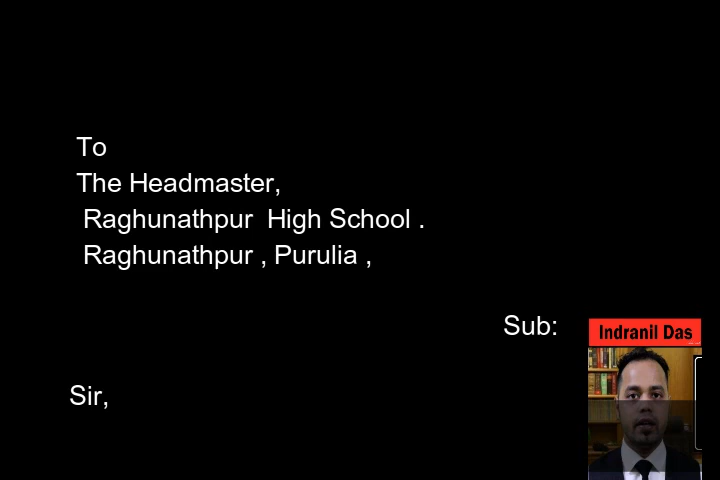 To
The Headmaster,
Raghunathpur High School .
Raghunathpur , Purulia ,
Sub:
Indranil Das
Sir,